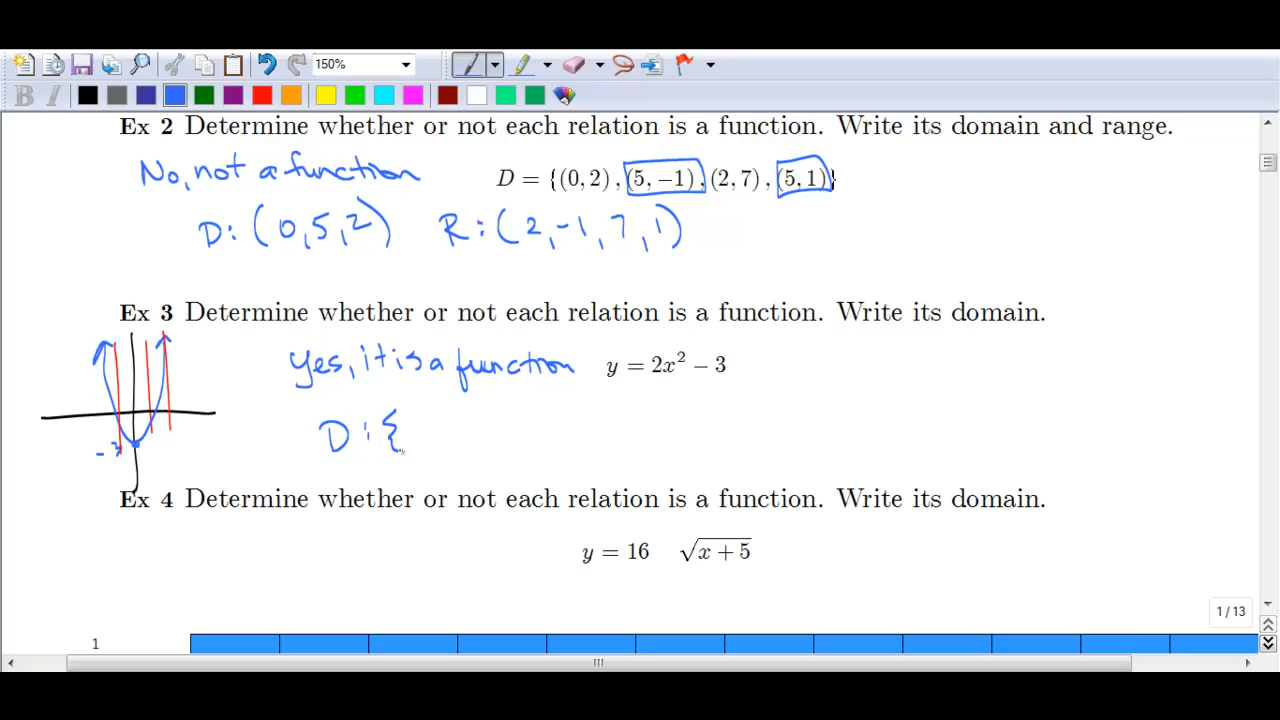 150%
B I
Ex 2 Determine whether or not each relation is a function. Write its domain and range.
No, not a function
D = {(0, 2) , (5, −1) , (2, 7) , (5, 1)}
D: (0, 5, 2) R: (2, -1, 7, 1)
Ex 3 Determine whether or not each relation is a function. Write its domain.
Yes, it is a function y = 2x² − 3
D: {
-3
Ex 4 Determine whether or not each relation is a function. Write its domain.
y = 16 √x + 5
1 / 13
1